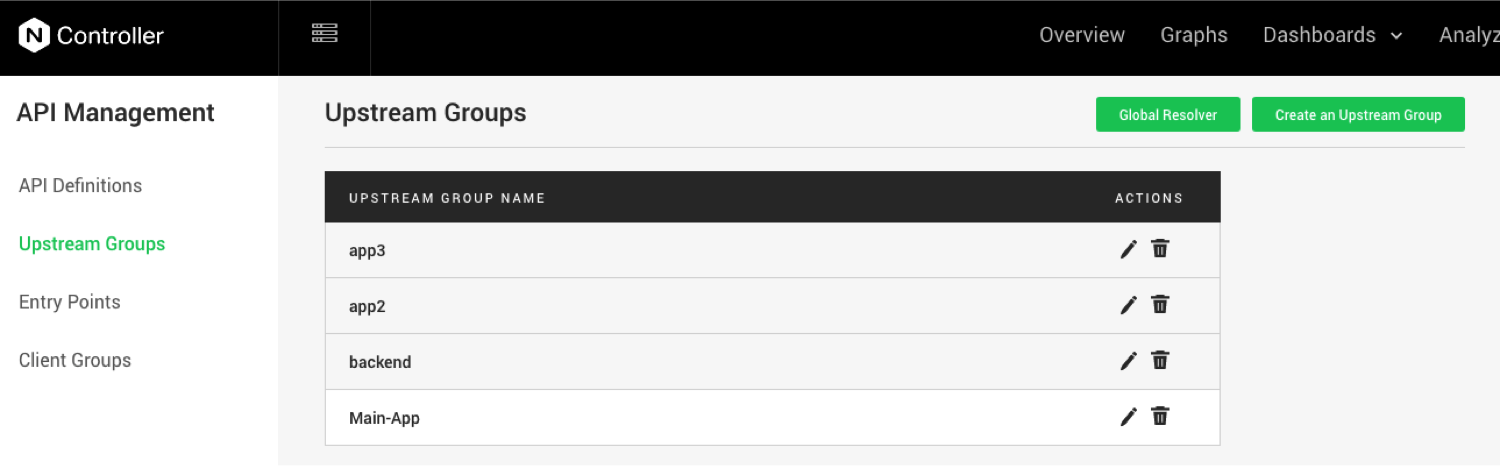 N Controller
Overview Graphs Dashboards Analyz
API Management
API Definitions
Upstream Groups
Entry Points
Client Groups
Upstream Groups
Global Resolver Create an Upstream Group
UPSTREAM GROUP NAME ACTIONS
app3
app2
backend
Main-App